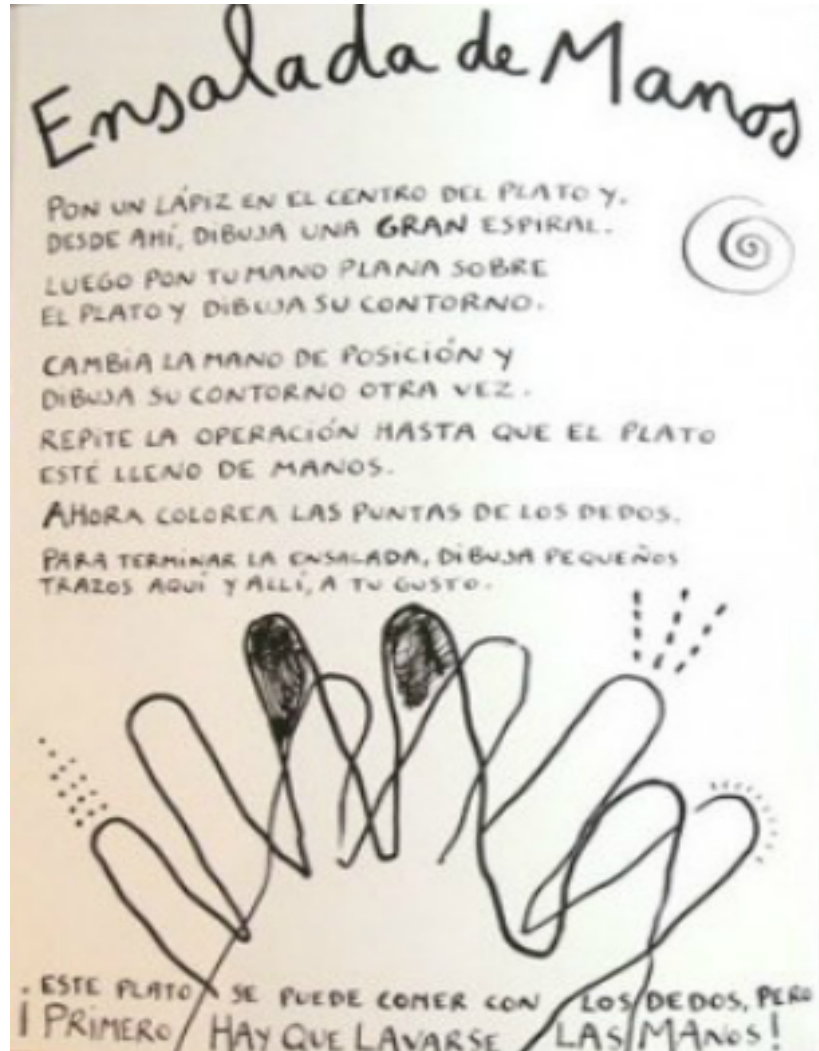 Ensalada de Manos
PON UN LÁPIZ EN EL CENTRO DEL PLATO Y,
DESDE AHÍ, DIBUJA UNA GRAN ESPIRAL.
LUEGO PON TU MANO PLANA SOBRE
EL PLATO Y DIBUJA SU CONTORNO.
CAMBIA LA MANO DE POSICIÓN Y
DIBUJA SU CONTORNO OTRA VEZ.
REPITE LA OPERACIÓN HASTA QUE EL PLATO
ESTÉ LLENO DE MANOS.
AHORA COLOREA LAS PUNTAS DE LOS DEDOS.
PARA TERMINAR LA ENSALADA, DIBUJA PEQUEÑOS
TRAZOS AQUÍ Y ALLÍ, A TU GUSTO.
¡ESTE PLATO SE PUEDE COMER CON LOS DEDOS, PERO
PRIMERO HAY QUE LAVARSE LAS MANOS!